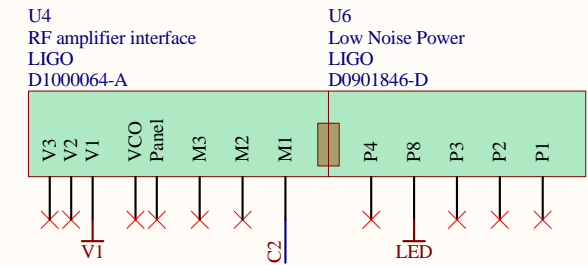 U4
RF amplifier interface
LIGO
D1000064-A
U6
Low Noise Power
LIGO
D0901846-D
V3
V2
V1
VCO
Panel
M3
M2
M1
P4
P8
P3
P2
P1
V1
C2
LED